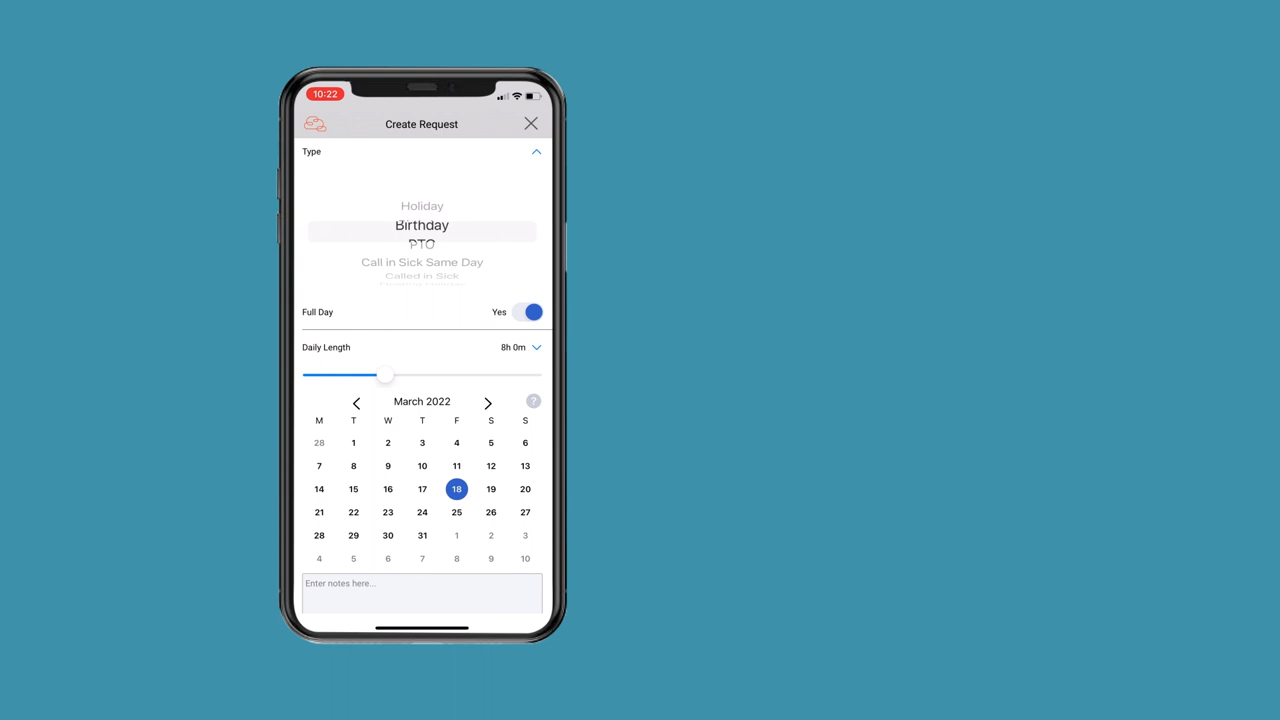 10:22
Create Request
Type
Holiday
Birthday
PTO
Call in Sick Same Day
Called in Sick
Full Day Yes
Daily Length 8h 0m
March 2022 ?
M T W T F S S
28 1 2 3 4 5 6
7 8 9 10 11 12 13
14 15 16 17 18 19 20
21 22 23 24 25 26 27
28 29 30 31 1 2 3
4 5 6 7 8 9 10
Enter notes here...